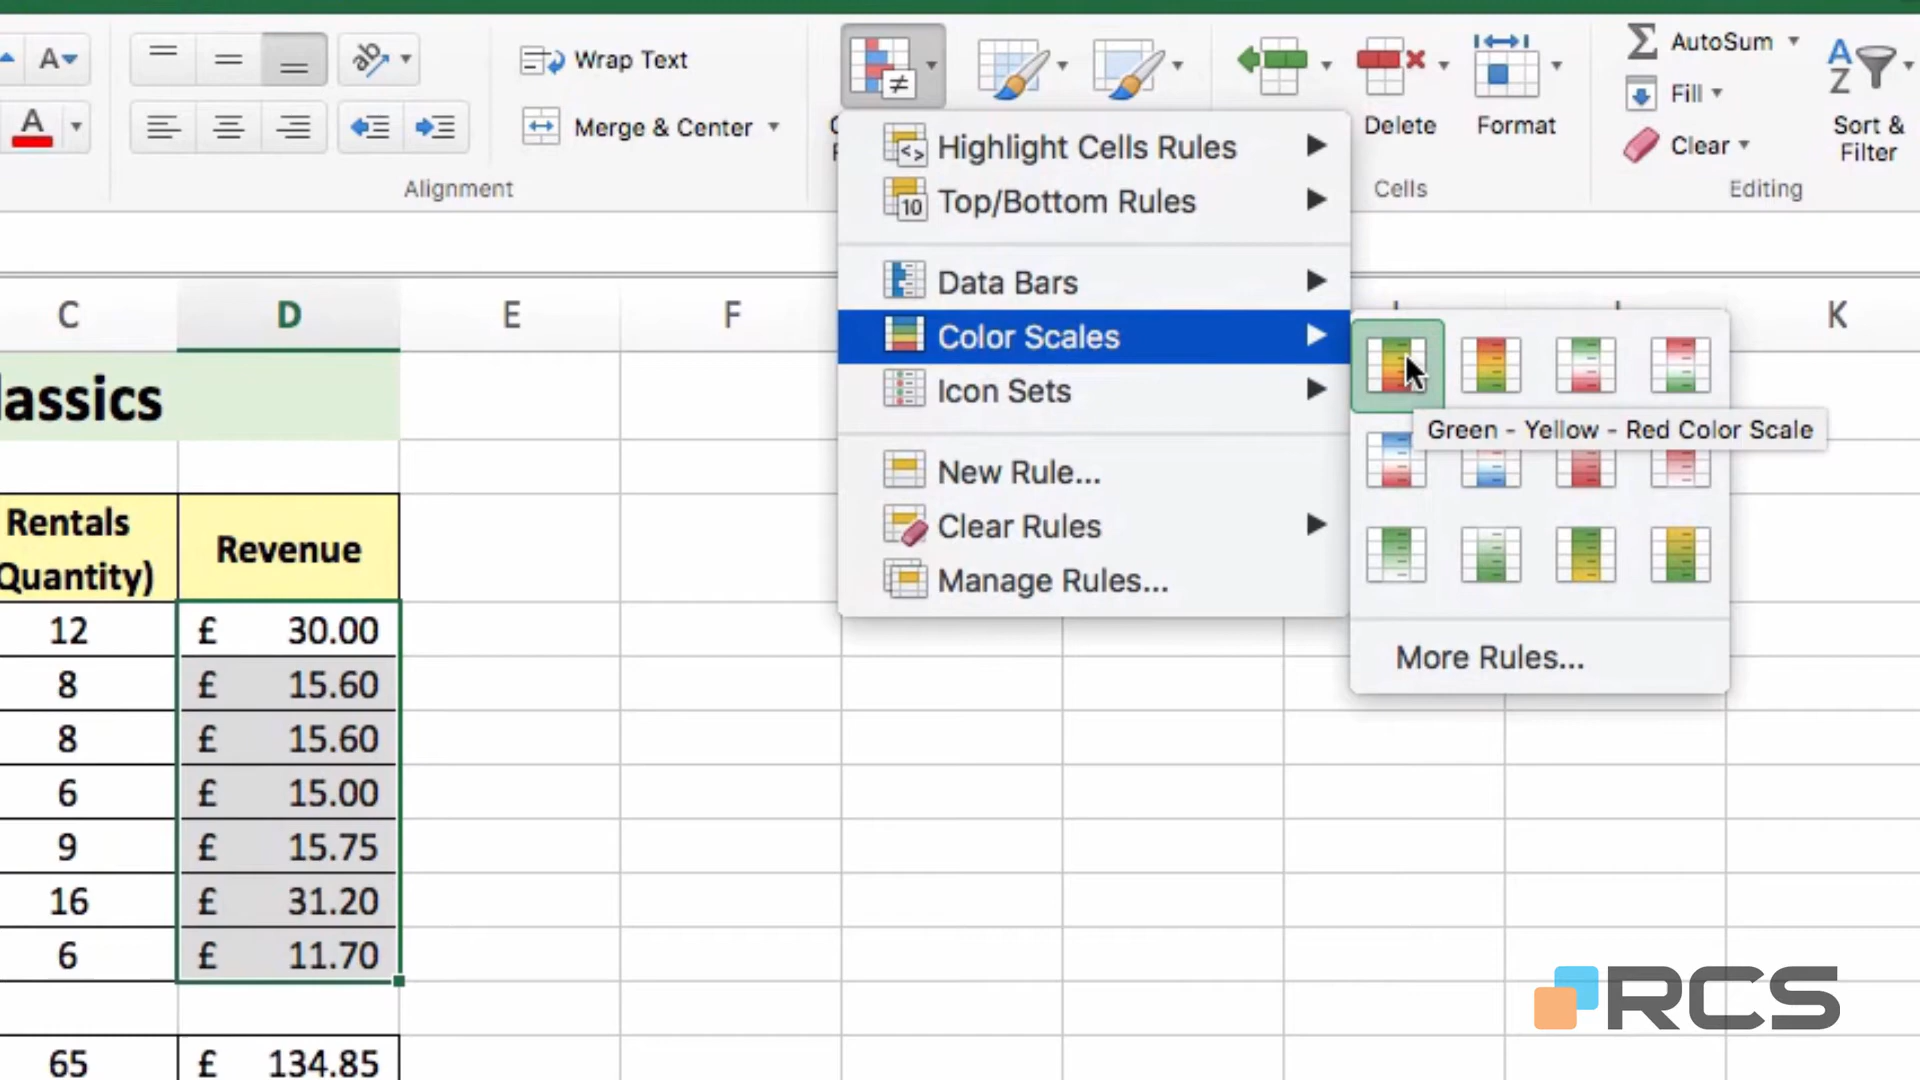 Wrap Text
AutoSum
Fill
Merge & Center
Delete
Format
Clear
Sort &
Filter
Alignment
Cells
Editing
Highlight Cells Rules
Top/Bottom Rules
Data Bars
Color Scales
Icon Sets
New Rule...
Clear Rules
Manage Rules...
Green - Yellow - Red Color Scale
More Rules...
C D E F K
lassics
Rentals
Quantity)
Revenue
12 £ 30.00
8 £ 15.60
8 £ 15.60
6 £ 15.00
9 £ 15.75
16 £ 31.20
6 £ 11.70
65 £ 134.85
RCS